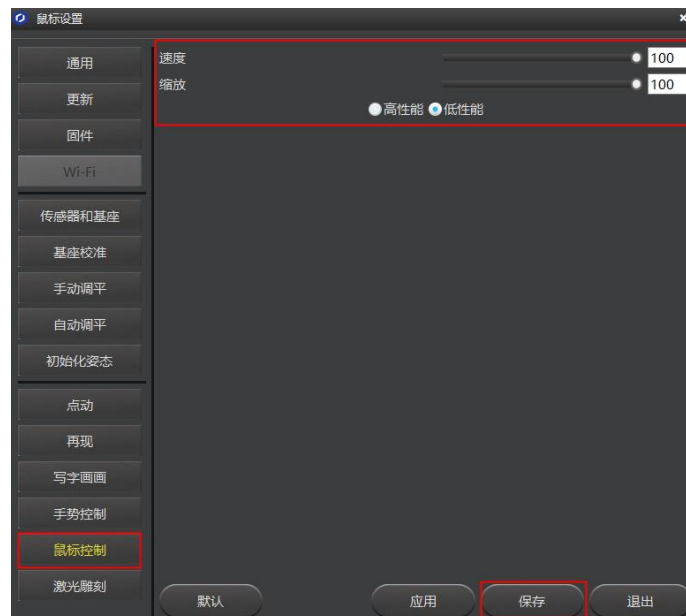 鼠标设置
通用
更新
固件
Wi-Fi
传感器和基座
基座校准
手动调平
自动调平
初始化姿态
点动
再现
写字画画
手势控制
鼠标控制
激光雕刻
速度 100
缩放 100
高性能 低性能
默认 应用 保存 退出